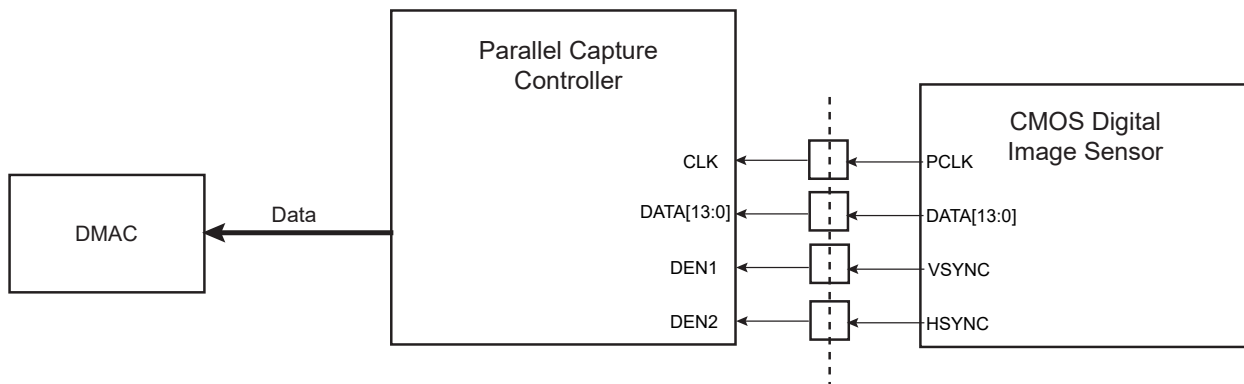 Parallel Capture
Controller
CMOS Digital
Image Sensor
CLK
PCLK
DATA[13:0]
DATA[13:0]
Data
DMAC
DEN1
VSYNC
DEN2
HSYNC